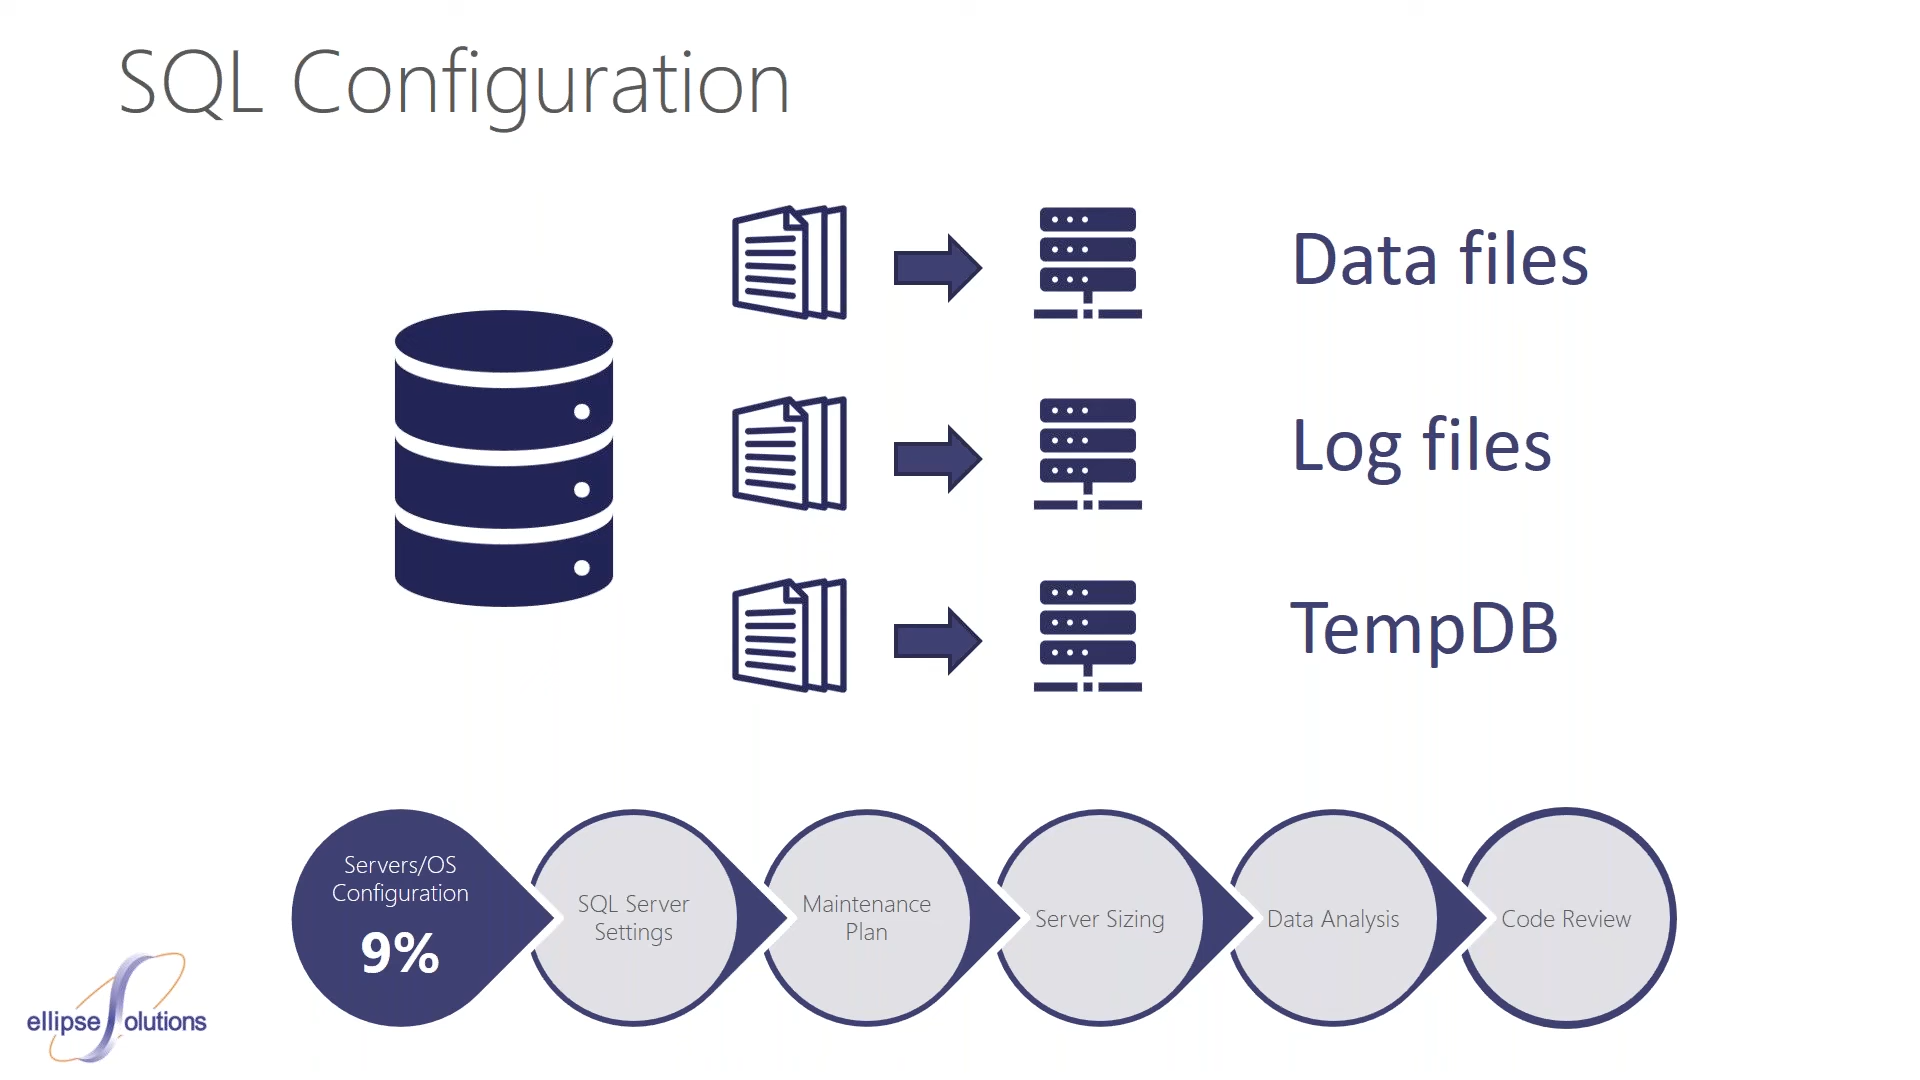 SQL Configuration
Data files
Log files
TempDB
Servers/OS
Configuration
9%
SQL Server
Settings
Maintenance
Plan
Server Sizing
Data Analysis
Code Review
ellipse Solutions